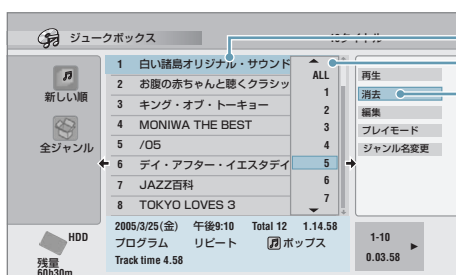 ジュークボックス
タイトル
新しい順
全ジャンル
1 白い諸島オリジナル・サウンド
2 お腹の赤ちゃんと聴くクラシッ
3 キング・オブ・トーキョー
4 MONIWA THE BEST
5 /05
6 デイ・アフター・イエスタデイ
7 JAZZ百科
8 TOKYO LOVES 3
ALL
1
2
3
4
5
6
7
再生
消去
編集
プレイモード
ジャンル名変更
2005/3/25(金) 午後9:10 Total 12 1.14.58
プログラム リピート ポップス
Track time 4.58
HDD
残量
60h30m
1-10
0.03.58